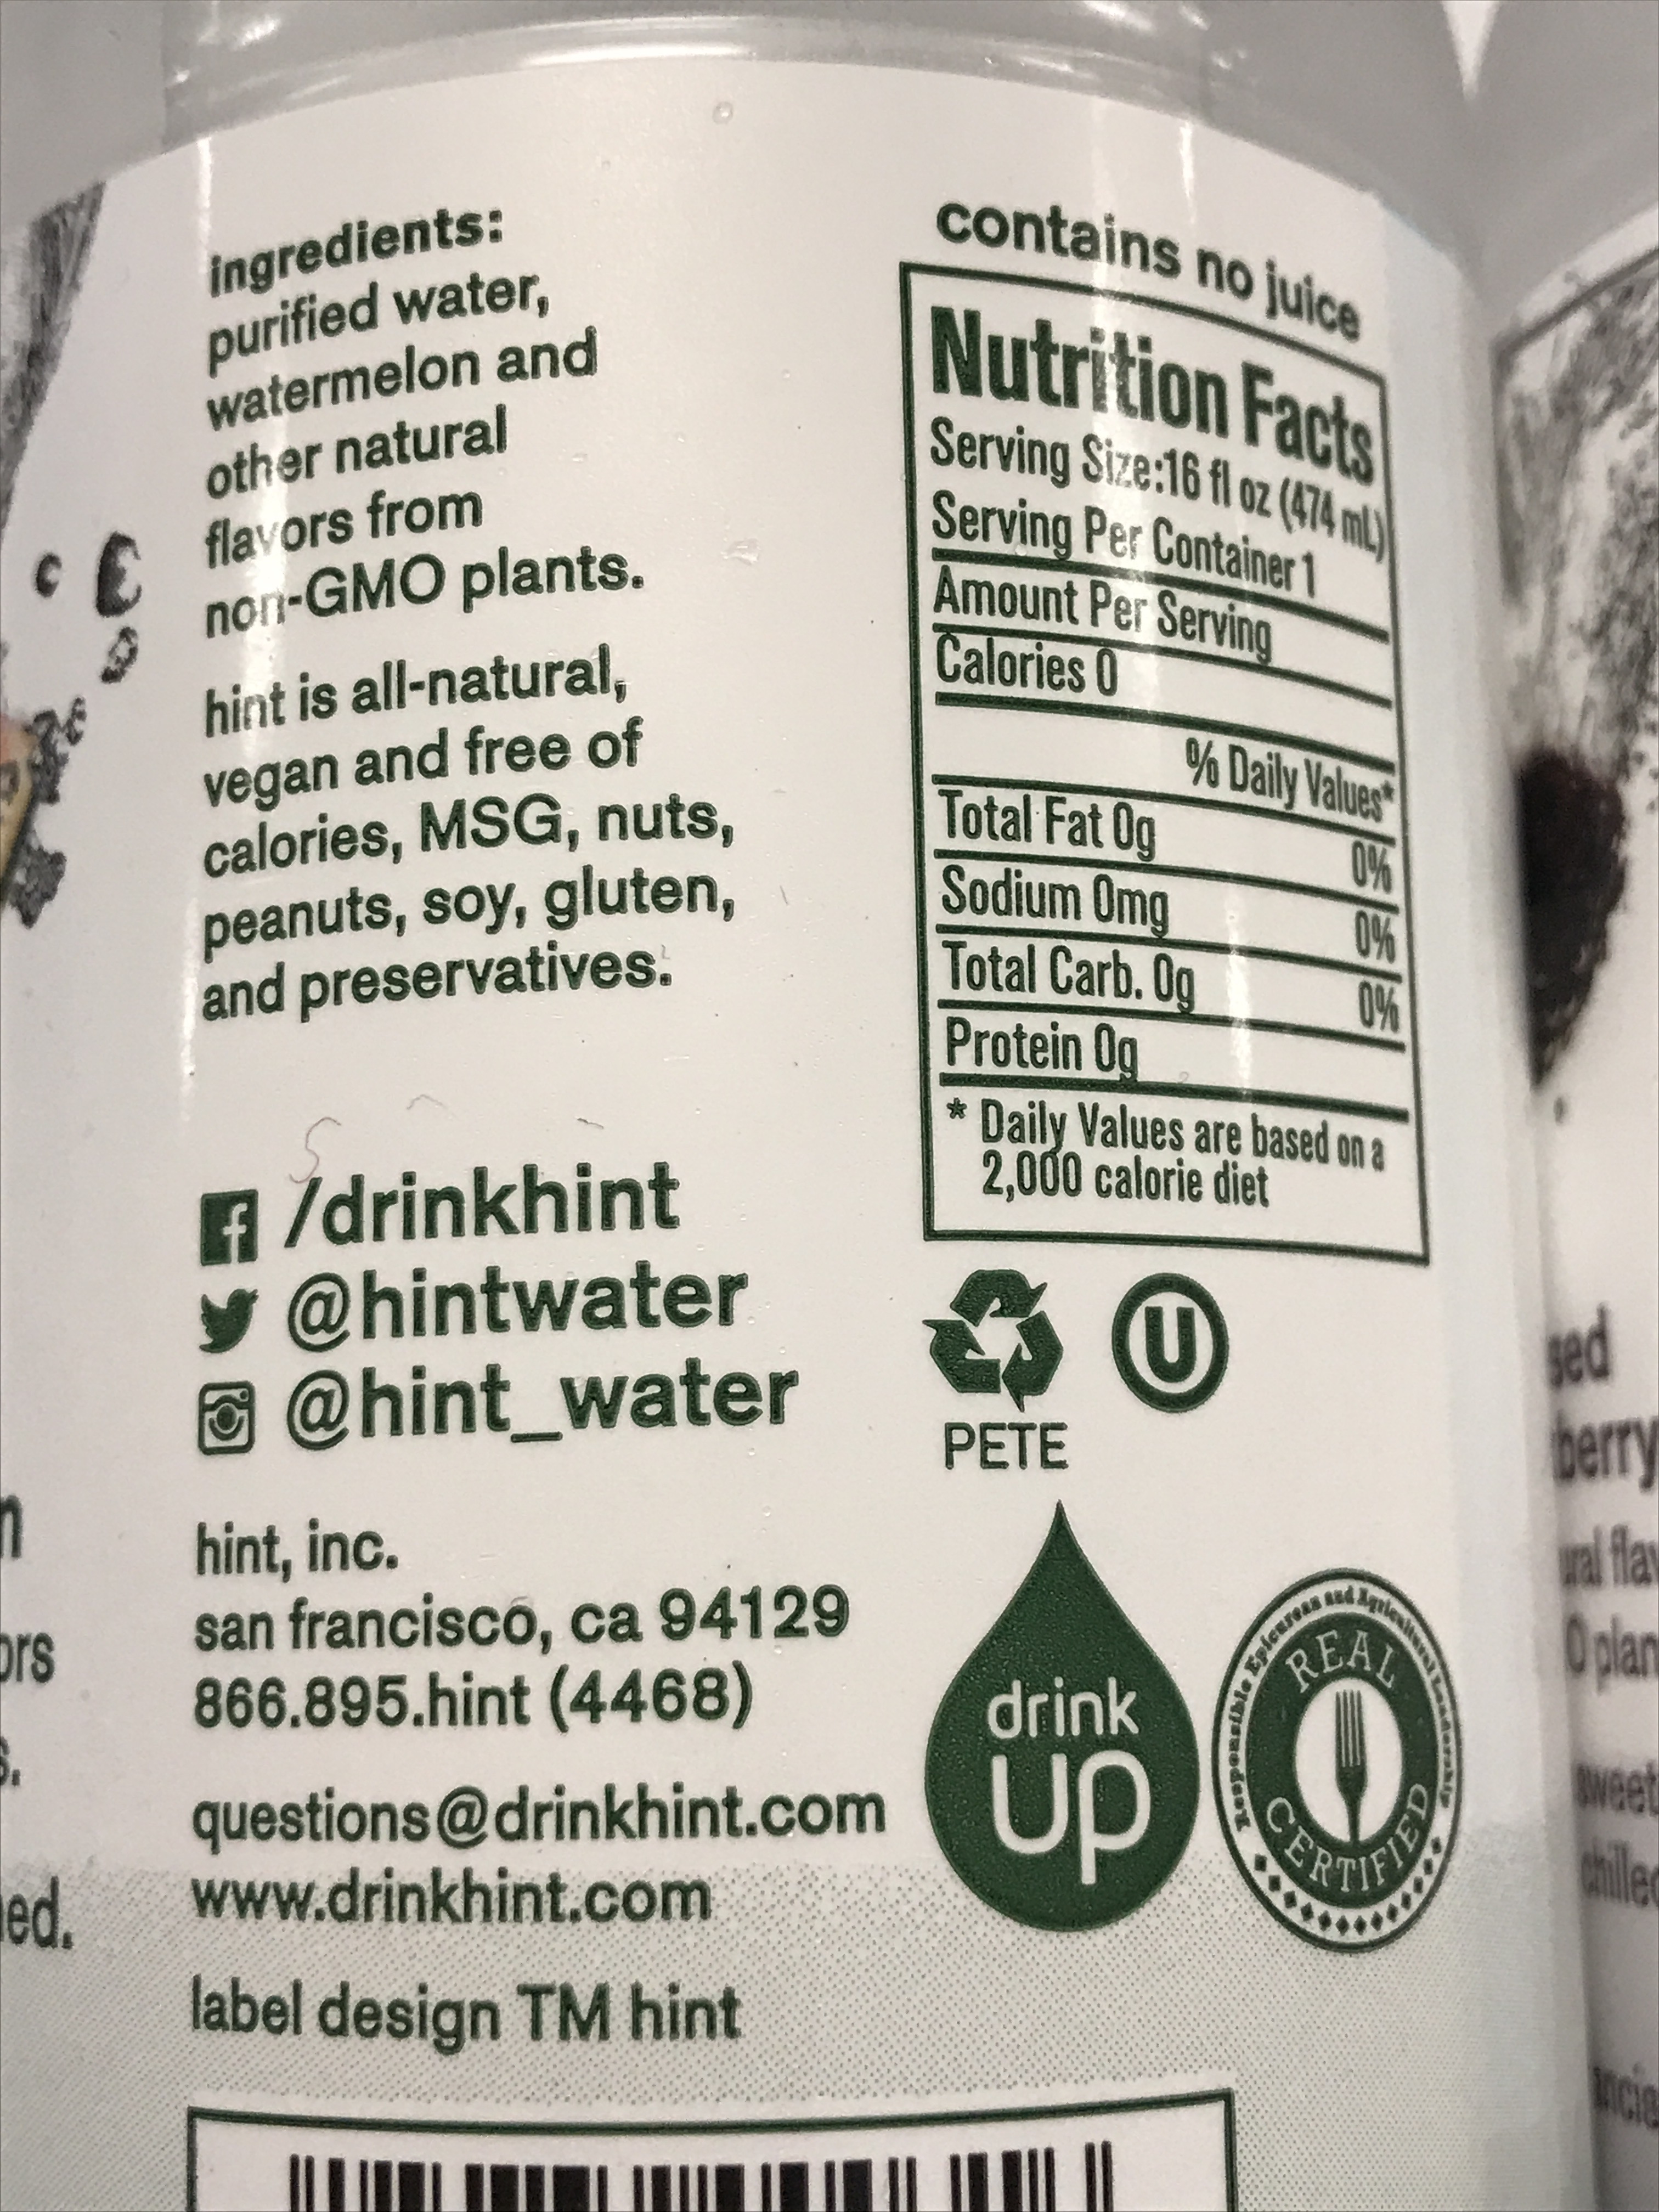 ingredients:
purified water,
watermelon and
other natural
flavors from
non-GMO plants.
hint is all-natural,
vegan and free of
calories, MSG, nuts,
peanuts, soy, gluten,
and preservatives.
/drinkhint
@hintwater
@hint_water
hint, inc.
san francisco, ca 94129
866.895.hint (4468)
questions@drinkhint.com
www.drinkhint.com
label design TM hint
contains no juice
Nutrition Facts
Serving Size:16 fl oz (474 mL)
Serving Per Container 1
Amount Per Serving
Calories 0
% Daily Values*
Total Fat 0g 0%
Sodium 0mg 0%
Total Carb. 0g 0%
Protein 0g
* Daily Values are based on a
2,000 calorie diet
U
PETE
drink
up
Responsible Epicurean and Agricultural Leadership
REAL
CERTIFIED